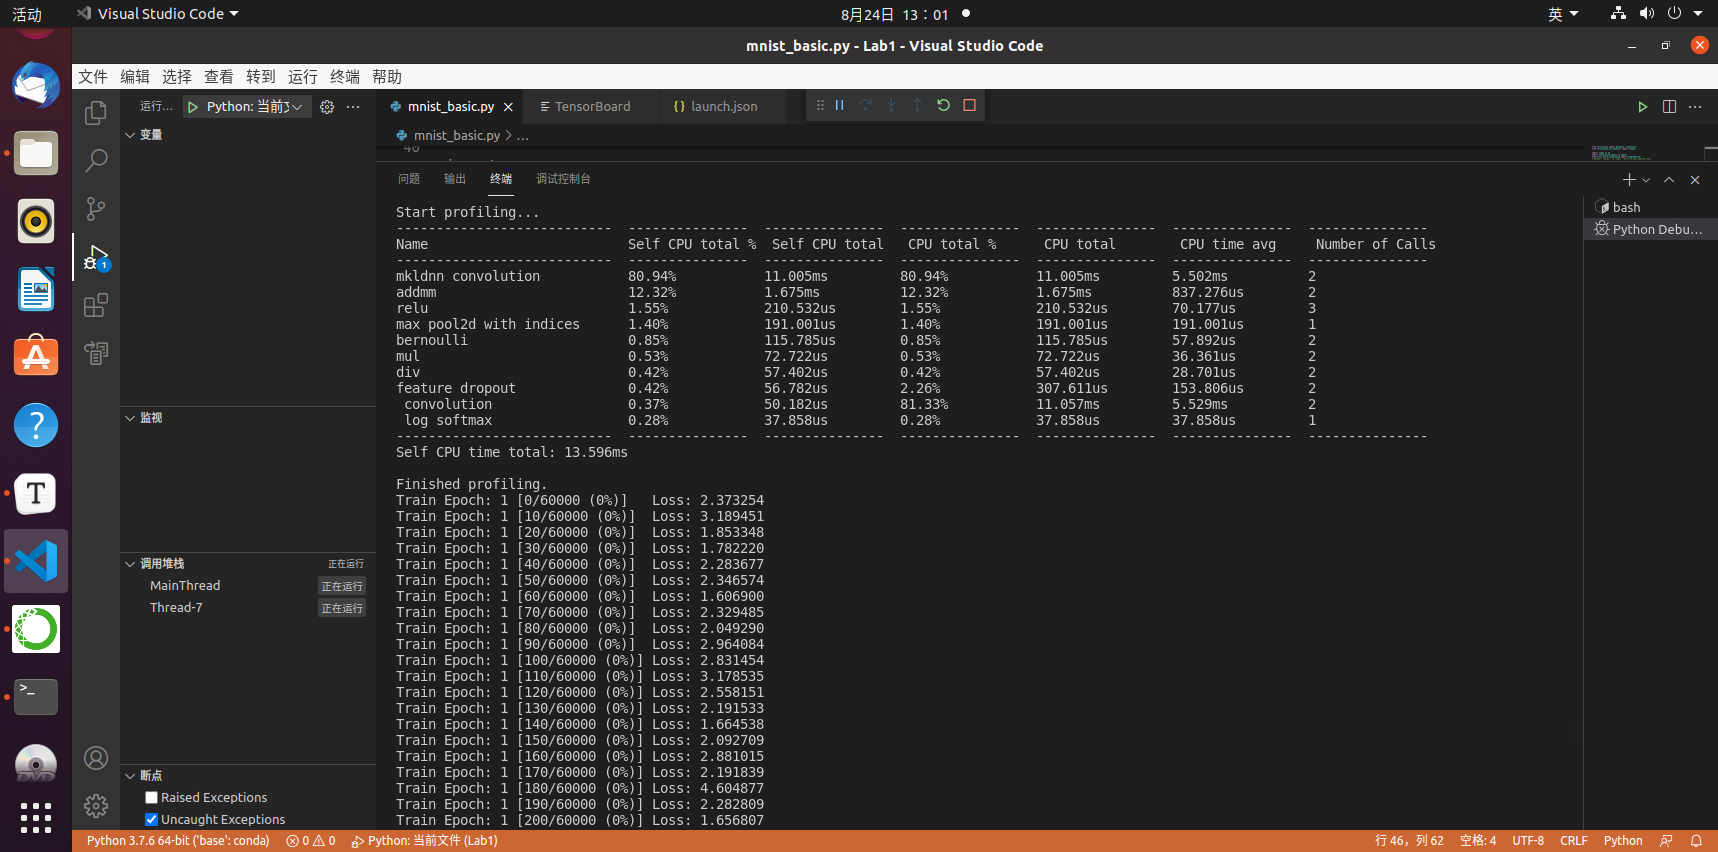 活动 Visual Studio Code 8月24日 13：01 英
mnist_basic.py - Lab1 - Visual Studio Code
文件 编辑 选择 查看 转到 运行 终端 帮助
运行... Python: 当前文 mnist_basic.py TensorBoard {} launch.json
变量 mnist_basic.py > ...
问题 输出 终端 调试控制台
bash
Python Debu...
Start profiling...
Name Self CPU total % Self CPU total CPU total % CPU total CPU time avg Number of Calls
mkldnn convolution 80.94% 11.005ms 80.94% 11.005ms 5.502ms 2
addmm 12.32% 1.675ms 12.32% 1.675ms 837.276us 2
relu 1.55% 210.532us 1.55% 210.532us 70.177us 3
max pool2d with indices 1.40% 191.001us 1.40% 191.001us 191.001us 1
bernoulli 0.85% 115.785us 0.85% 115.785us 57.892us 2
mul 0.53% 72.722us 0.53% 72.722us 36.361us 2
div 0.42% 57.402us 0.42% 57.402us 28.701us 2
feature dropout 0.42% 56.782us 2.26% 307.611us 153.806us 2
convolution 0.37% 50.182us 81.33% 11.057ms 5.529ms 2
log softmax 0.28% 37.858us 0.28% 37.858us 37.858us 1
Self CPU time total: 13.596ms
Finished profiling.
Train Epoch: 1 [0/60000 (0%)] Loss: 2.373254
Train Epoch: 1 [10/60000 (0%)] Loss: 3.189451
Train Epoch: 1 [20/60000 (0%)] Loss: 1.853348
Train Epoch: 1 [30/60000 (0%)] Loss: 1.782220
Train Epoch: 1 [40/60000 (0%)] Loss: 2.283677
Train Epoch: 1 [50/60000 (0%)] Loss: 2.346574
Train Epoch: 1 [60/60000 (0%)] Loss: 1.606900
Train Epoch: 1 [70/60000 (0%)] Loss: 2.329485
Train Epoch: 1 [80/60000 (0%)] Loss: 2.049290
Train Epoch: 1 [90/60000 (0%)] Loss: 2.964084
Train Epoch: 1 [100/60000 (0%)] Loss: 2.831454
Train Epoch: 1 [110/60000 (0%)] Loss: 3.178535
Train Epoch: 1 [120/60000 (0%)] Loss: 2.558151
Train Epoch: 1 [130/60000 (0%)] Loss: 2.191533
Train Epoch: 1 [140/60000 (0%)] Loss: 1.664538
Train Epoch: 1 [150/60000 (0%)] Loss: 2.092709
Train Epoch: 1 [160/60000 (0%)] Loss: 2.881015
Train Epoch: 1 [170/60000 (0%)] Loss: 2.191839
Train Epoch: 1 [180/60000 (0%)] Loss: 4.604877
Train Epoch: 1 [190/60000 (0%)] Loss: 2.282809
Train Epoch: 1 [200/60000 (0%)] Loss: 1.656807
监视
调用堆栈 正在运行
MainThread 正在运行
Thread-7 正在运行
断点
Raised Exceptions
Uncaught Exceptions
1
DVD
Python 3.7.6 64-bit ('base': conda) 0 0 Python: 当前文件 (Lab1) 行 46，列 62 空格: 4 UTF-8 CRLF Python